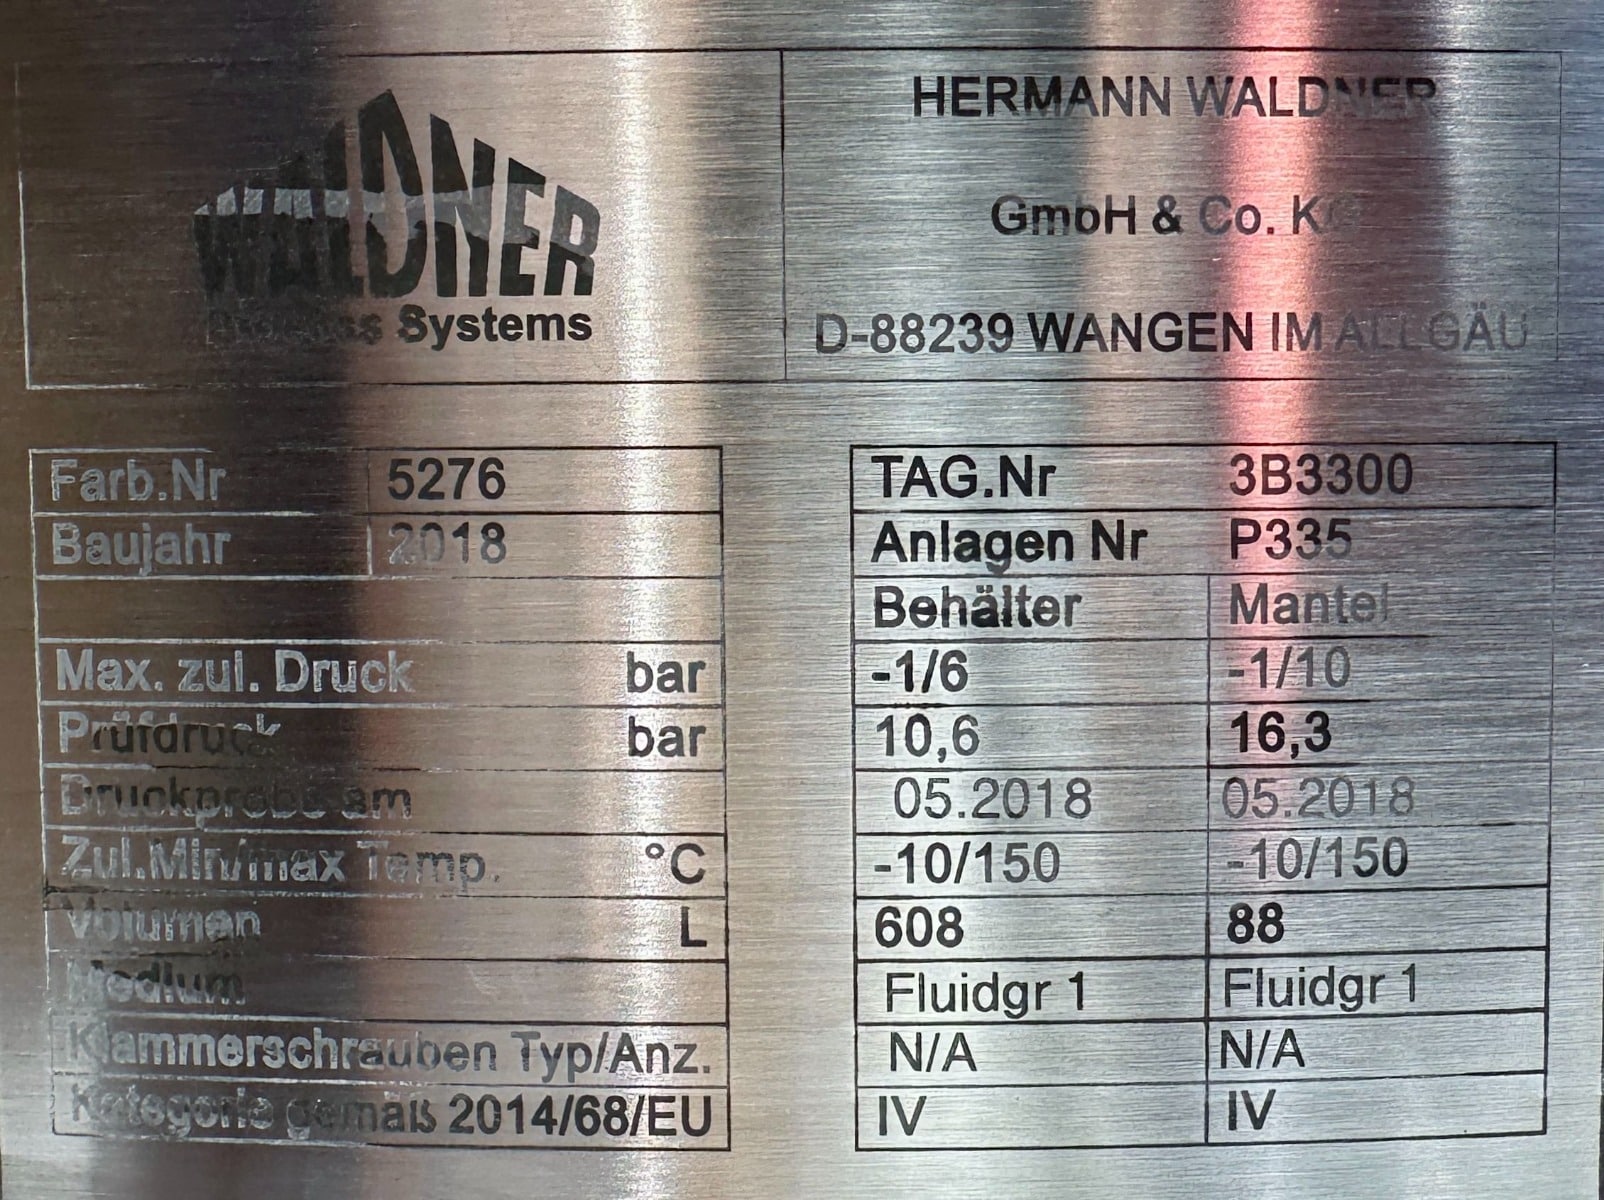 WALDNER
Process Systems
HERMANN WALDNER
GmbH & Co. KG
D-88239 WANGEN IM ALLGÄU
Farb.Nr 5276
Baujahr 2018
TAG.Nr 3B3300
Anlagen Nr P335
Behälter Mantel
Max. zul. Druck bar -1/6 -1/10
Prüfdruck bar 10,6 16,3
Druckprobe am 05.2018 05.2018
Zul.Min/max Temp. °C -10/150 -10/150
Volumen L 608 88
Medium Fluidgr 1 Fluidgr 1
Klammerschrauben Typ/Anz. N/A N/A
Kategorie gemäß 2014/68/EU IV IV